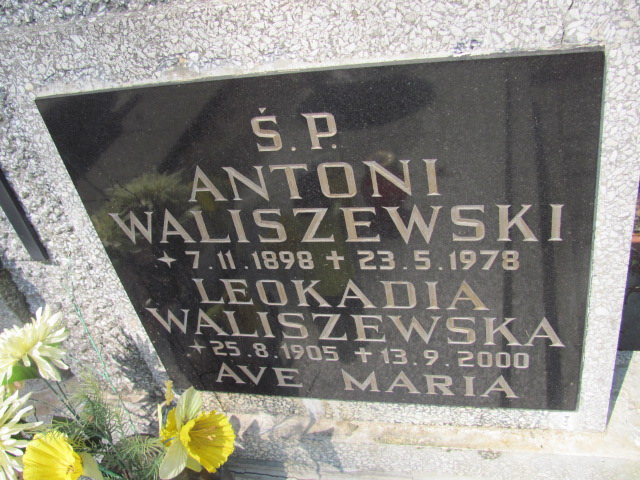 Ś.P.
ANTONI
WALISZEWSKI
* 7.11.1898 + 23.5.1978
LEOKADIA
WALISZEWSKA
* 25.8.1905 + 13.9.2000
AVE MARIA